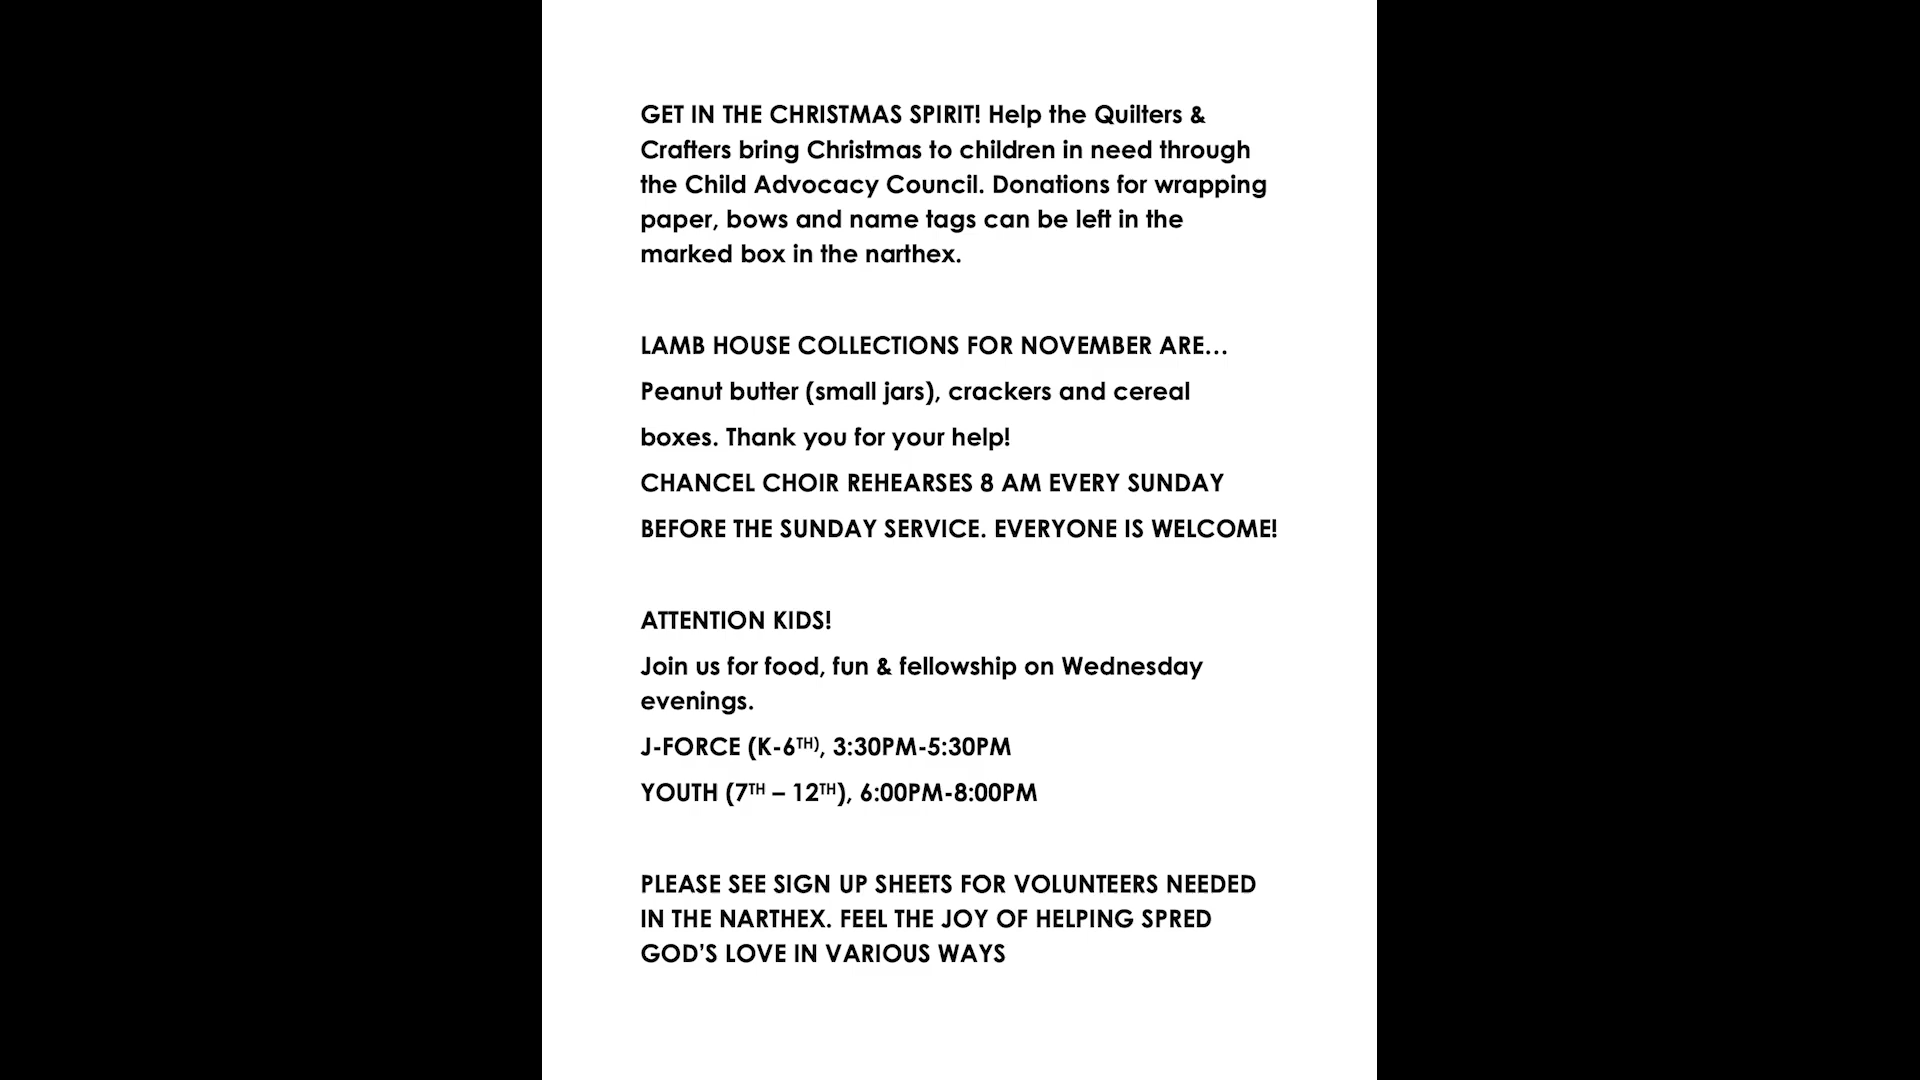 GET IN THE CHRISTMAS SPIRIT! Help the Quilters &
Crafters bring Christmas to children in need through
the Child Advocacy Council. Donations for wrapping
paper, bows and name tags can be left in the
marked box in the narthex.
LAMB HOUSE COLLECTIONS FOR NOVEMBER ARE…
Peanut butter (small jars), crackers and cereal
boxes. Thank you for your help!
CHANCEL CHOIR REHEARSES 8 AM EVERY SUNDAY
BEFORE THE SUNDAY SERVICE. EVERYONE IS WELCOME!
ATTENTION KIDS!
Join us for food, fun & fellowship on Wednesday
evenings.
J-FORCE (K-6TH), 3:30PM-5:30PM
YOUTH (7TH – 12TH), 6:00PM-8:00PM
PLEASE SEE SIGN UP SHEETS FOR VOLUNTEERS NEEDED
IN THE NARTHEX. FEEL THE JOY OF HELPING SPRED
GOD’S LOVE IN VARIOUS WAYS